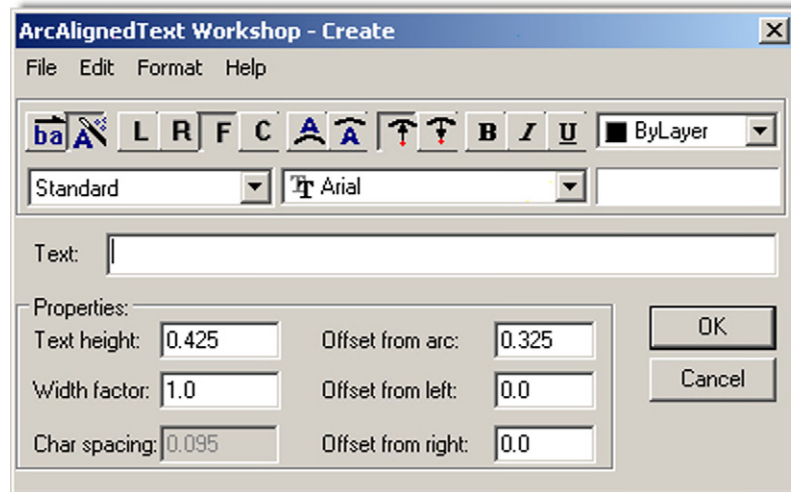 ArcAlignedText Workshop - Create
File Edit Format Help
ba A L R F C A A B I U ByLayer
Standard Tr Arial
Text:
Properties:
Text height: 0.425 Offset from arc: 0.325 OK
Width factor: 1.0 Offset from left: 0.0 Cancel
Char spacing: 0.095 Offset from right: 0.0